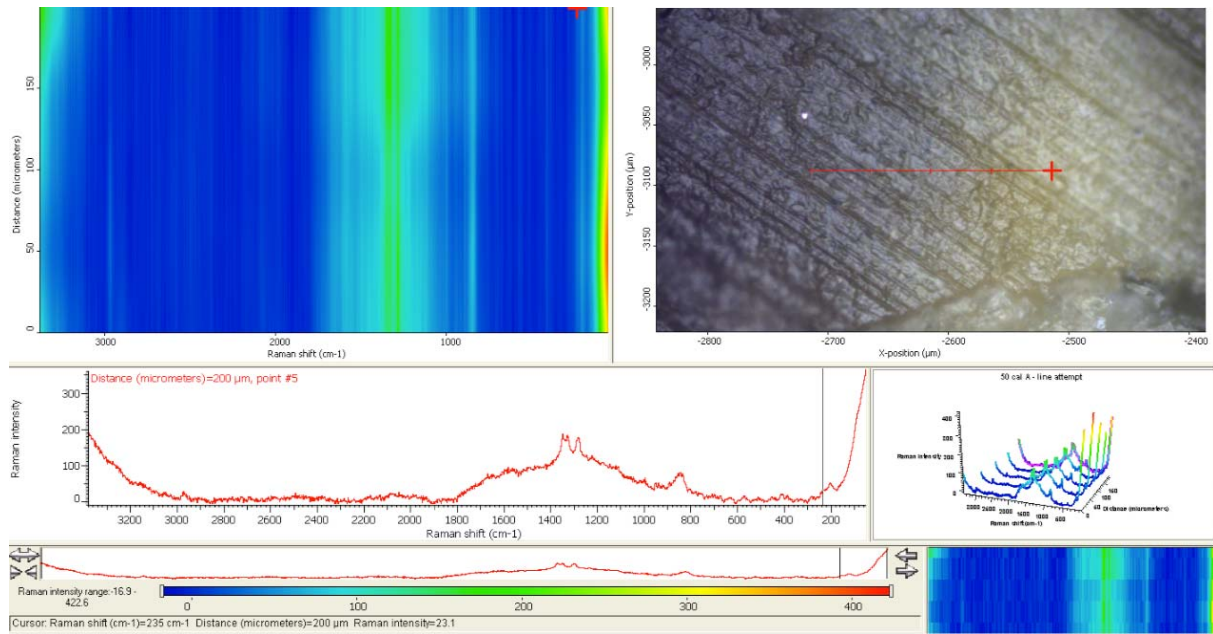 150
100
50
0
Distance (micrometers)
3000
2000
1000
Raman shift (cm-1)
-3000
-3050
-3100
-3150
-3200
Y-position (µm)
-2800
-2700
-2600
-2500
-2400
X-position (µm)
Distance (micrometers)=200 µm, point #5
300
200
100
0
Raman intensity
3200 3000 2800 2600 2400 2200 2000 1800 1600 1400 1200 1000 800 600 400 200
Raman shift (cm-1)
50 cal A - line attempt
400
300
200
100
0
Raman intensity
Raman shift(cm-1)
Distance (micrometers)
Raman intensity range:-16.9 -
422.6
0 100 200 300 400
Cursor: Raman shift (cm-1)=235 cm-1 Distance (micrometers)=200 µm Raman intensity=23.1